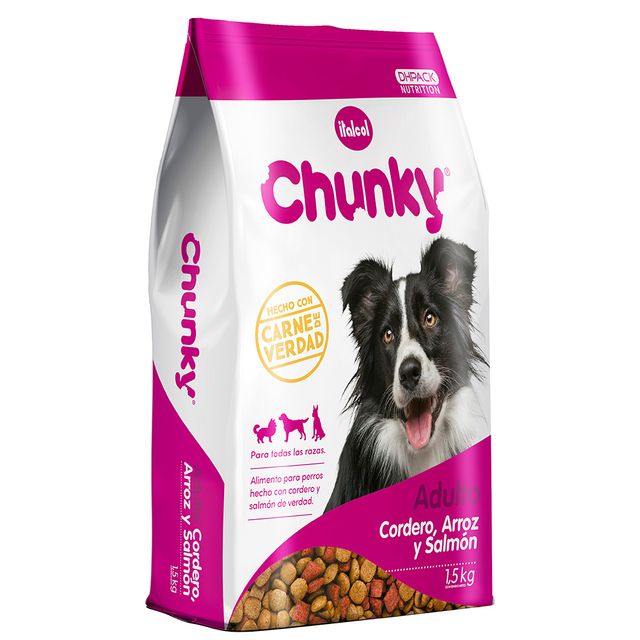 DHPACK
NUTRITION
italcol
Chunky®
HECHO CON
CARNE DE
VERDAD
Para todas las razas.
Alimento para perros
hecho con cordero y
salmón de verdad.
Adulto
Cordero, Arroz
y Salmón
1,5 kg
Chunky®
Adulto
Cordero,
Arroz y Salmón
1,5 kg